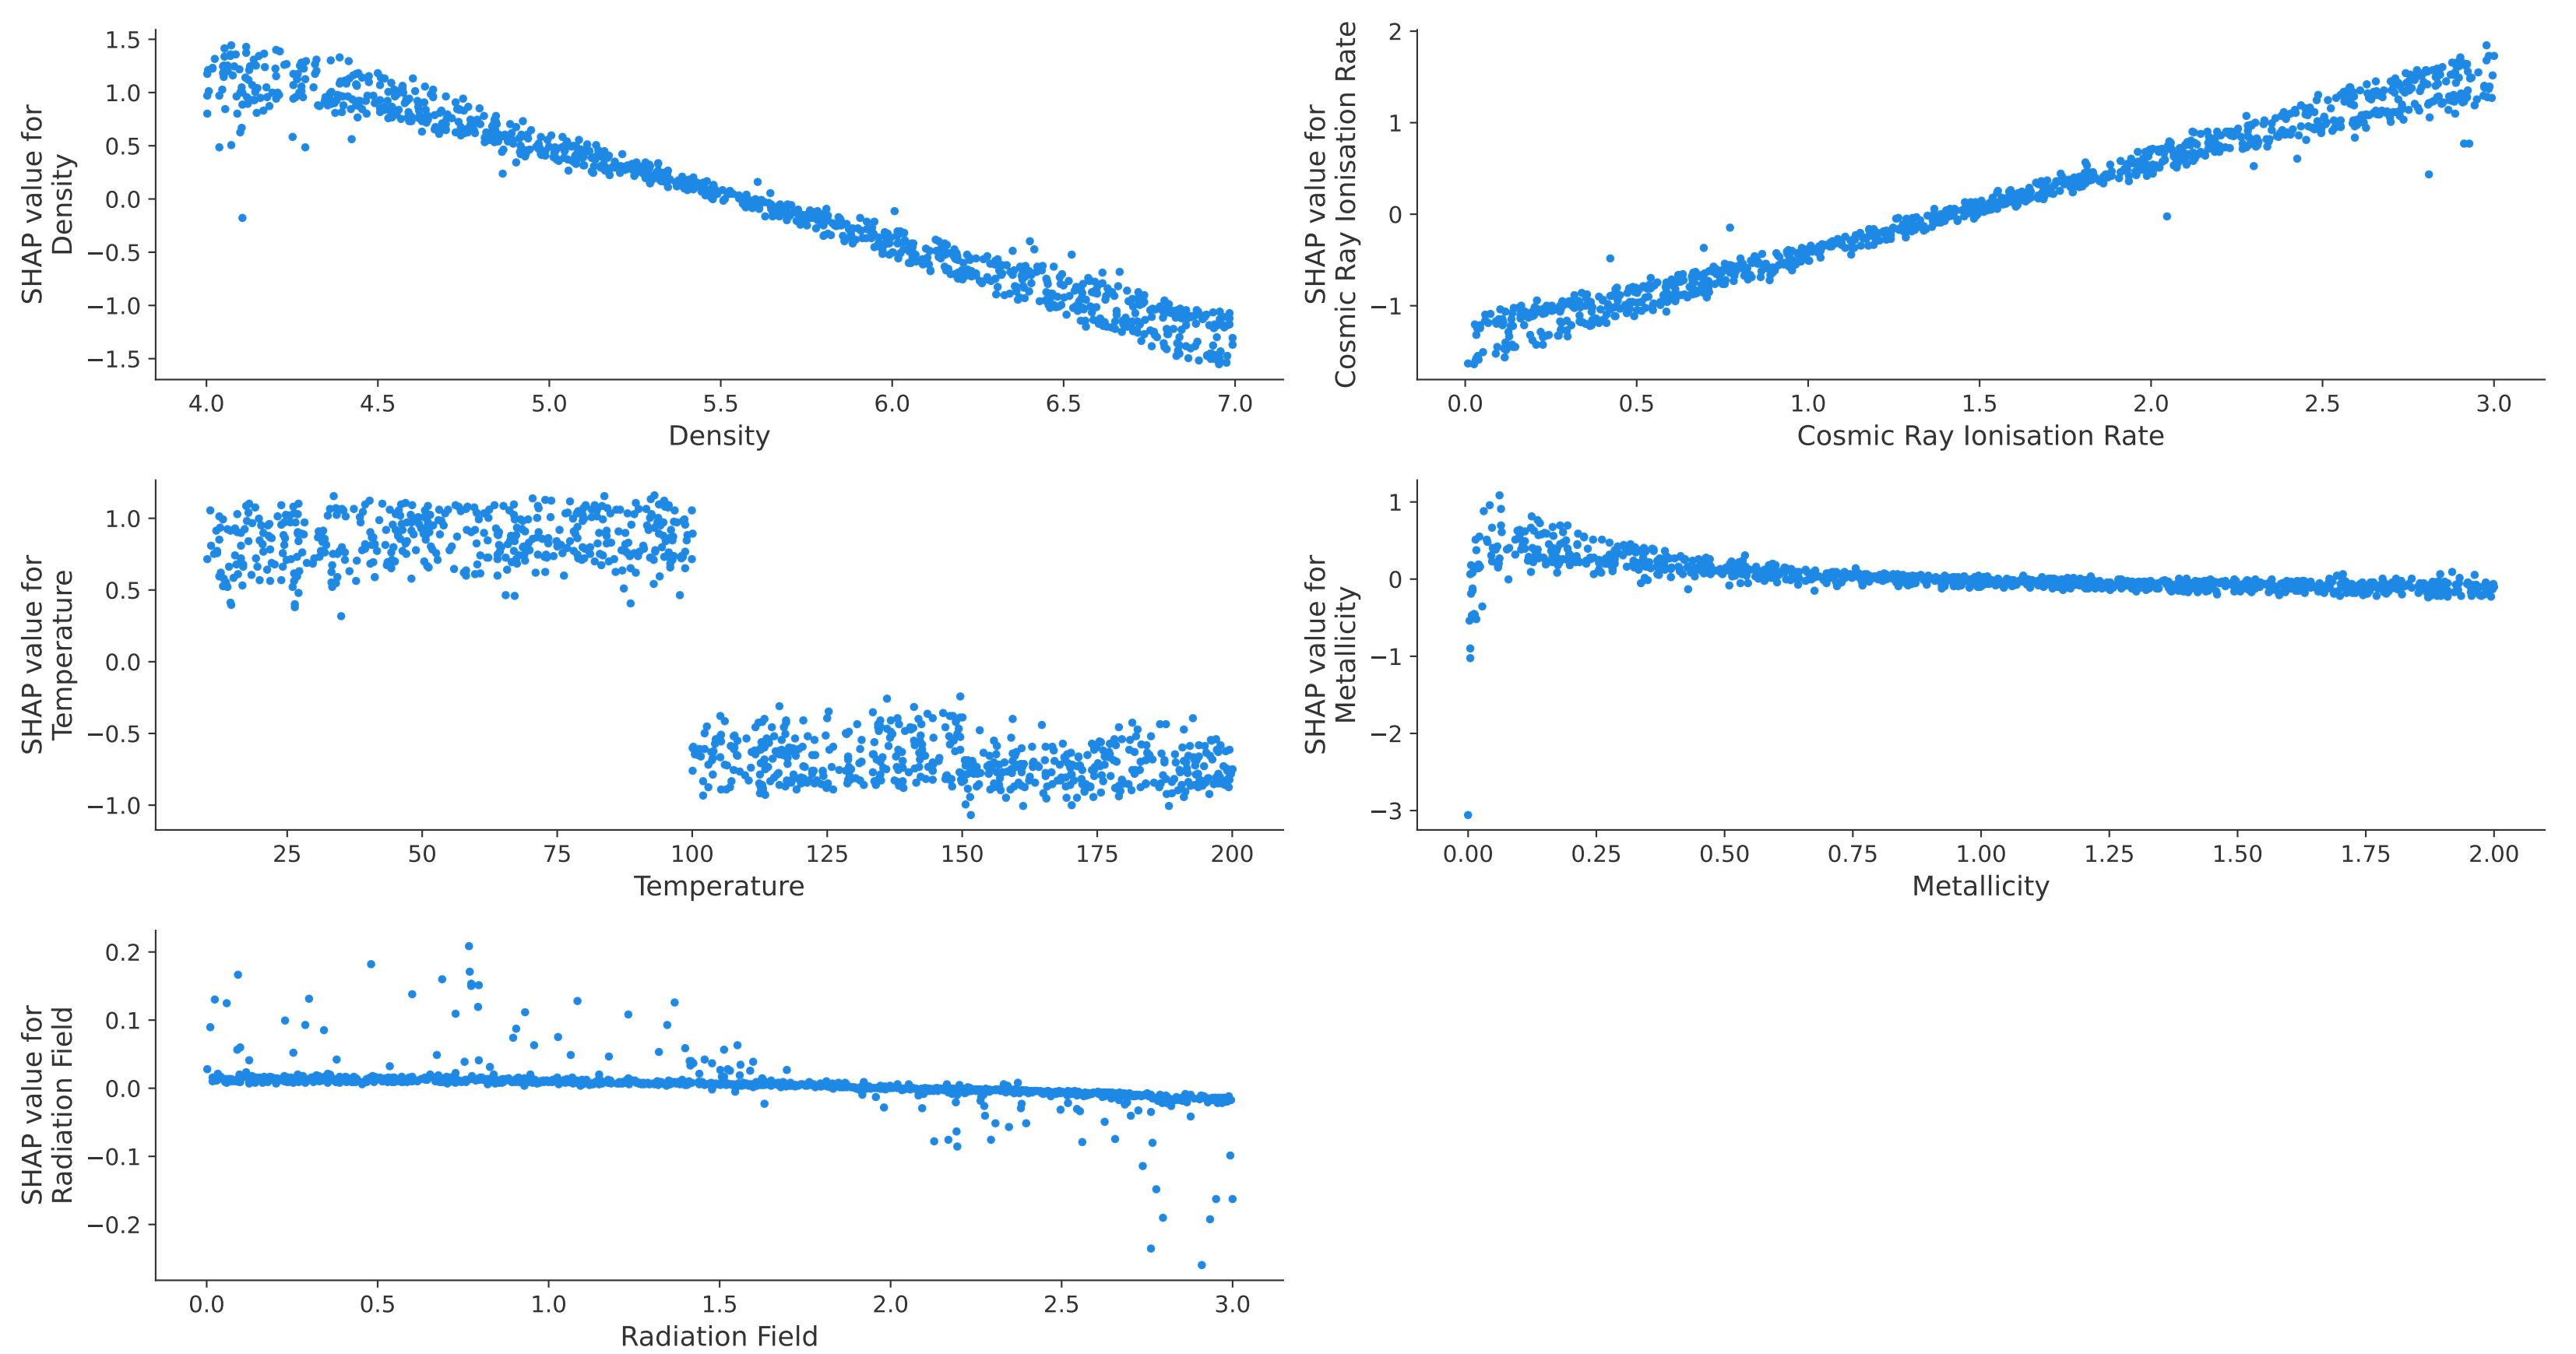 SHAP value for
Density
1.5
1.0
0.5
0.0
−0.5
−1.0
−1.5
4.0 4.5 5.0 5.5 6.0 6.5 7.0
Density
SHAP value for
Cosmic Ray Ionisation Rate
2
1
0
−1
0.0 0.5 1.0 1.5 2.0 2.5 3.0
Cosmic Ray Ionisation Rate
SHAP value for
Temperature
1.0
0.5
0.0
−0.5
−1.0
25 50 75 100 125 150 175 200
Temperature
SHAP value for
Metallicity
1
0
−1
−2
−3
0.00 0.25 0.50 0.75 1.00 1.25 1.50 1.75 2.00
Metallicity
SHAP value for
Radiation Field
0.2
0.1
0.0
−0.1
−0.2
0.0 0.5 1.0 1.5 2.0 2.5 3.0
Radiation Field